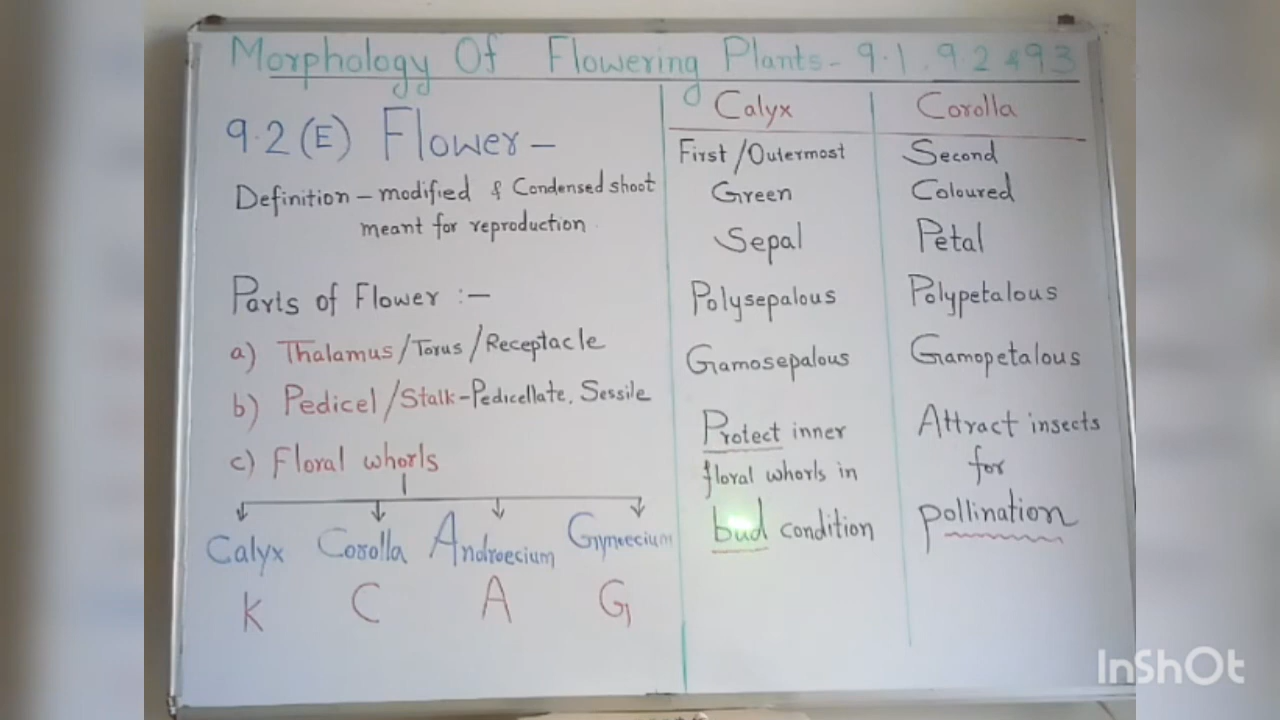 Morphology Of Flowering Plants - 9.1, 9.2 & 9.3
9.2 (E) Flower -
Definition - modified & Condensed shoot
meant for reproduction
Parts of Flower :-
a) Thalamus/Torus/Receptacle
b) Pedicel/Stalk-Pedicellate, Sessile
c) Floral whorls
Calyx Corolla Androecium Gynoecium
K C A G
Calyx Corolla
First/Outermost Second
Green Coloured
Sepal Petal
Polysepalous Polypetalous
Gamosepalous Gamopetalous
Protect inner Attract insects
floral whorls in for
bud condition pollination
InShOt